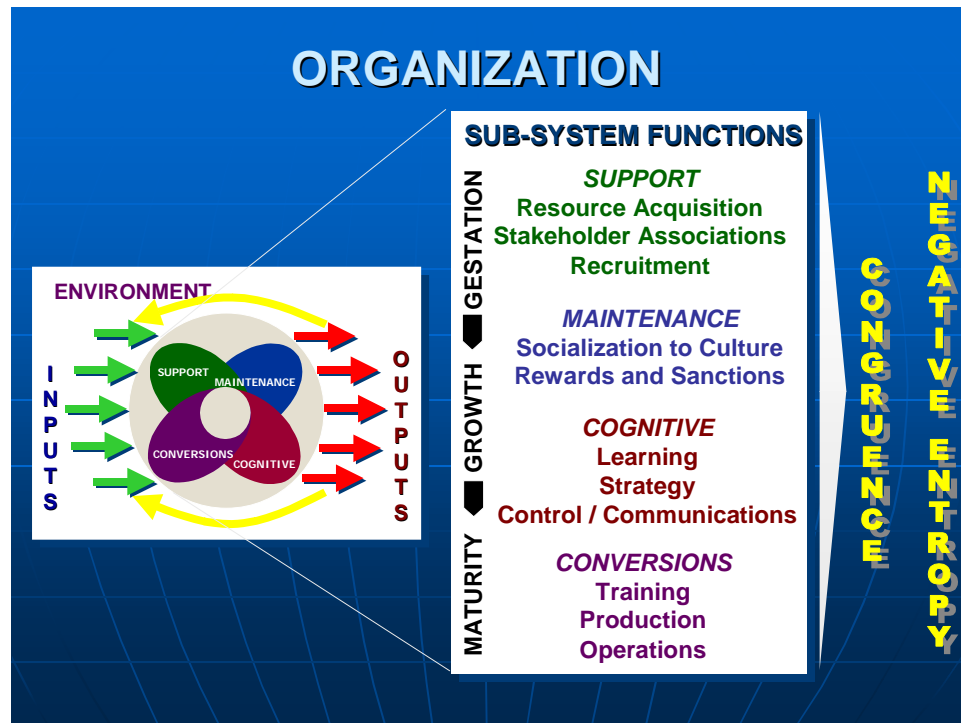 ORGANIZATION
ENVIRONMENT
INPUTS
SUPPORT
MAINTENANCE
CONVERSIONS
COGNITIVE
OUTPUTS
SUB-SYSTEM FUNCTIONS
GESTATION
GROWTH
MATURITY
SUPPORT
Resource Acquisition
Stakeholder Associations
Recruitment
MAINTENANCE
Socialization to Culture
Rewards and Sanctions
COGNITIVE
Learning
Strategy
Control / Communications
CONVERSIONS
Training
Production
Operations
CONGRUENCE
NEGATIVE ENTROPY